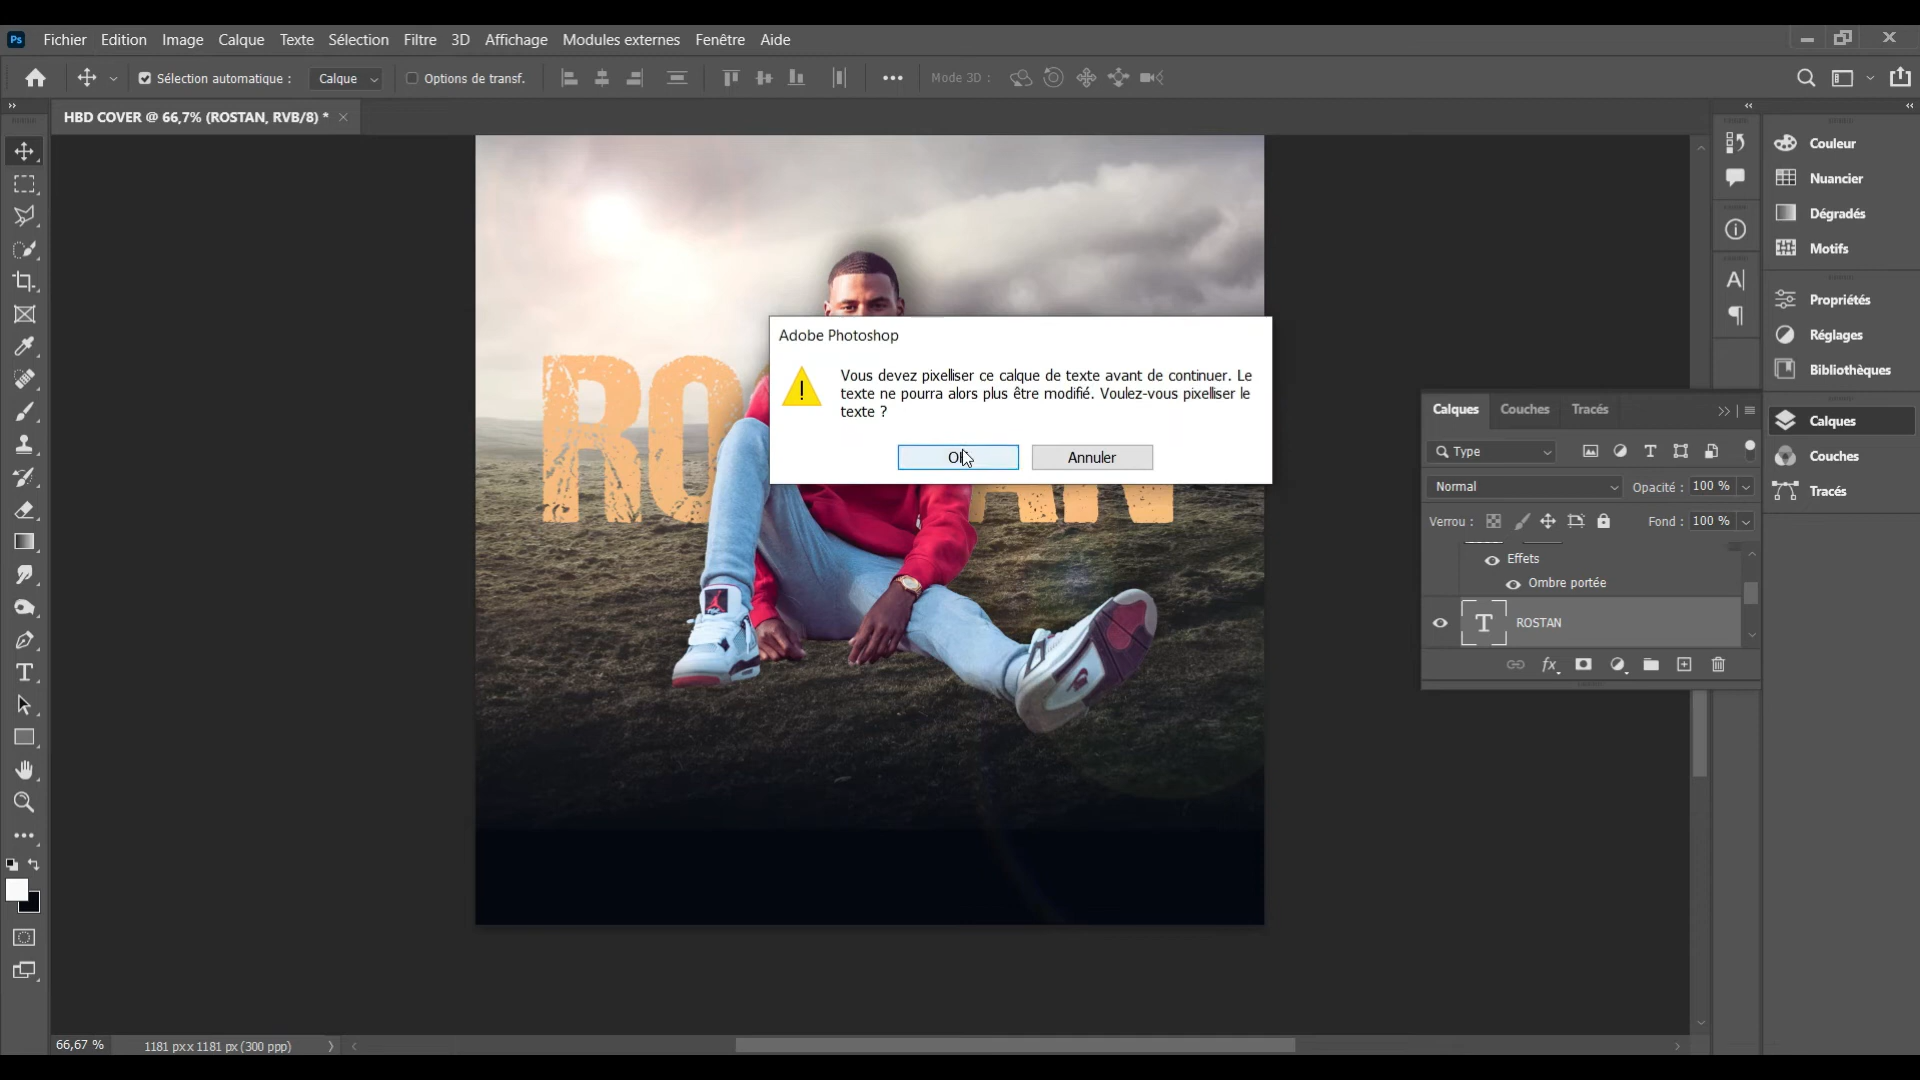 Ps Fichier Edition Image Calque Texte Sélection Filtre 3D Affichage Modules externes Fenêtre Aide
Sélection automatique : Calque Options de transf. Mode 3D :
HBD COVER @ 66,7% (ROSTAN, RVB/8) *
Adobe Photoshop
Vous devez pixelliser ce calque de texte avant de continuer. Le
texte ne pourra alors plus être modifié. Voulez-vous pixelliser le
texte ?
OK Annuler
Couleur
Nuancier
Dégradés
Motifs
Propriétés
Réglages
Bibliothèques
Calques
Couches
Tracés
Calques Couches Tracés
Type
Normal Opacité : 100 %
Verrou : Fond : 100 %
Effets
Ombre portée
T ROSTAN
fx
66,67 % 1181 px x 1181 px (300 ppp)